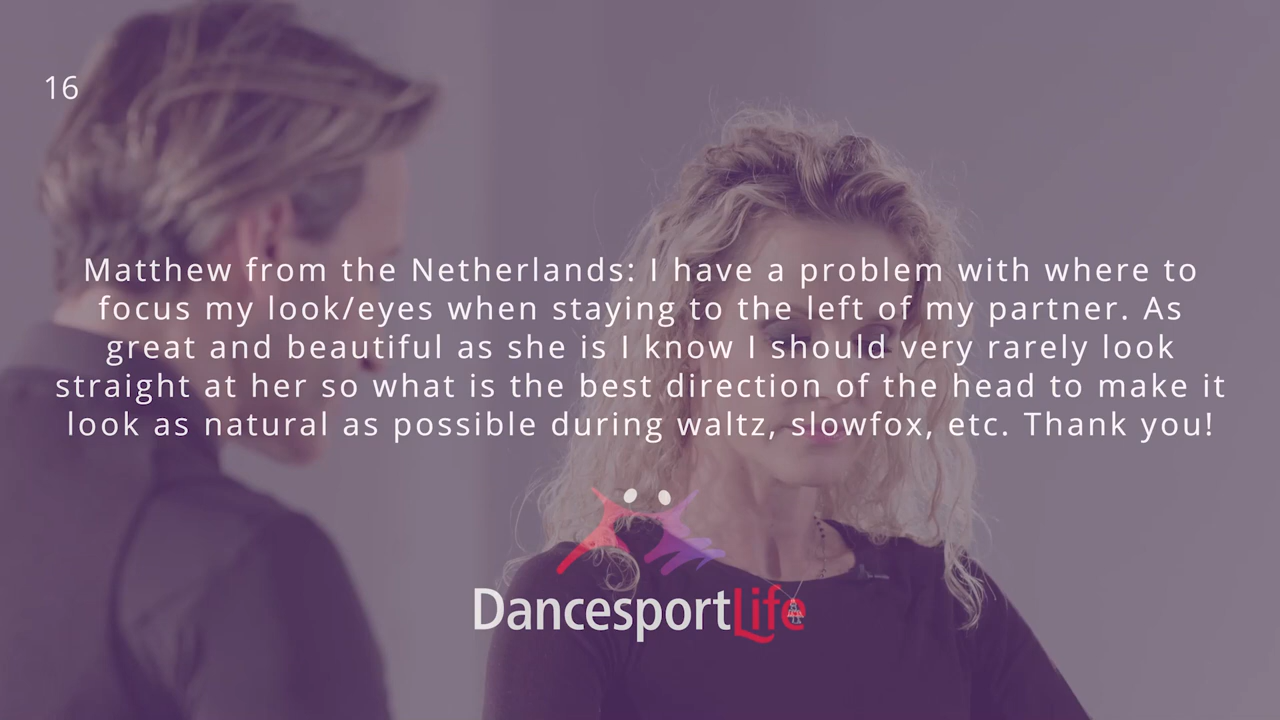 16
Matthew from the Netherlands: I have a problem with where to
focus my look/eyes when staying to the left of my partner. As
great and beautiful as she is I know I should very rarely look
straight at her so what is the best direction of the head to make it
look as natural as possible during waltz, slowfox, etc. Thank you!
DancesportLife